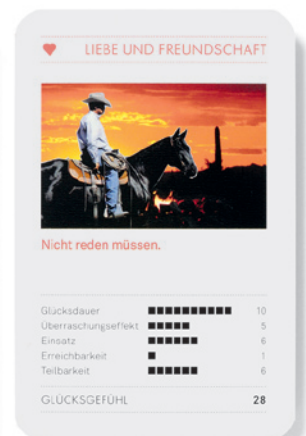 LIEBE UND FREUNDSCHAFT
Nicht reden müssen.
Glücksdauer 10
Überraschungseffekt 5
Einsatz 6
Erreichbarkeit 1
Teilbarkeit 6
GLÜCKSGEFÜHL 28